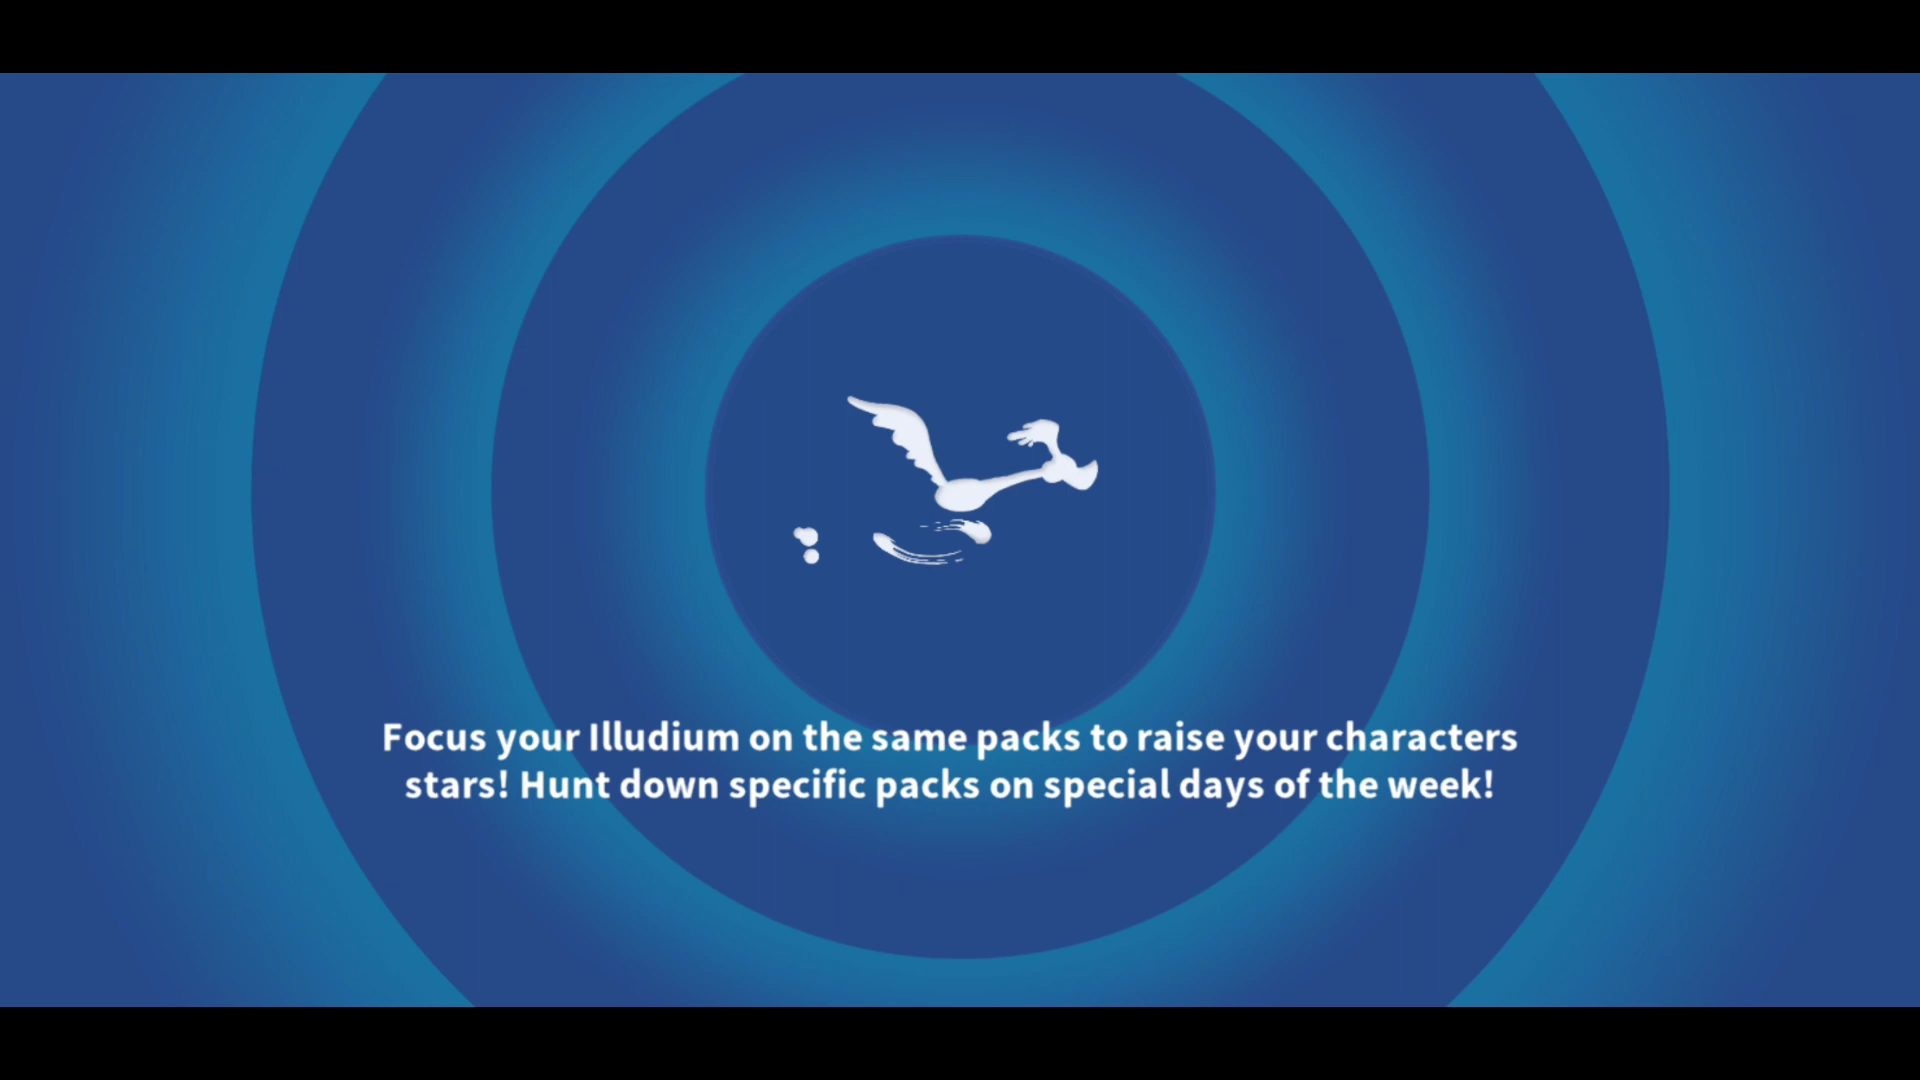 Focus your Illudium on the same packs to raise your characters
stars! Hunt down specific packs on special days of the week!